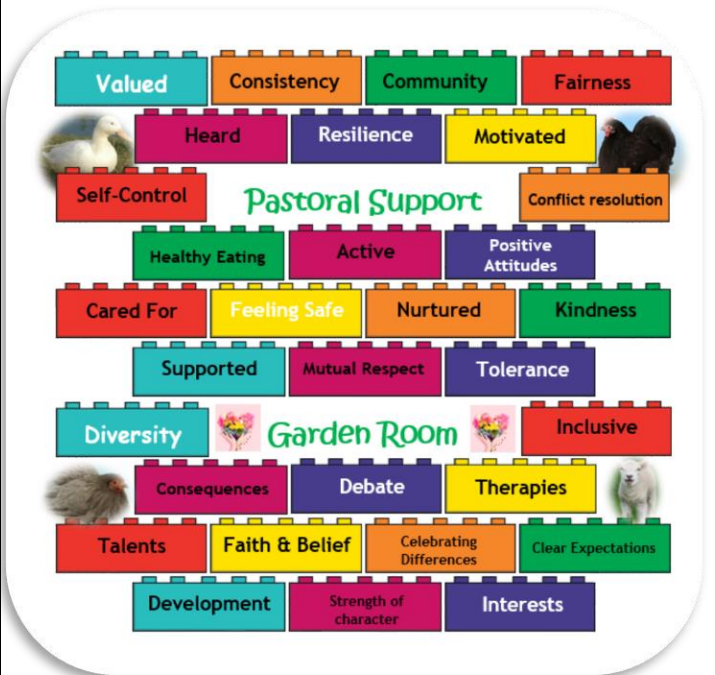 Valued Consistency Community Fairness
Heard Resilience Motivated
Self-Control Pastoral Support Conflict resolution
Healthy Eating Active Positive
Attitudes
Cared For Feeling Safe Nurtured Kindness
Supported Mutual Respect Tolerance
Diversity Garden Room Inclusive
Consequences Debate Therapies
Talents Faith & Belief Celebrating
Differences Clear Expectations
Development Strength of
character Interests